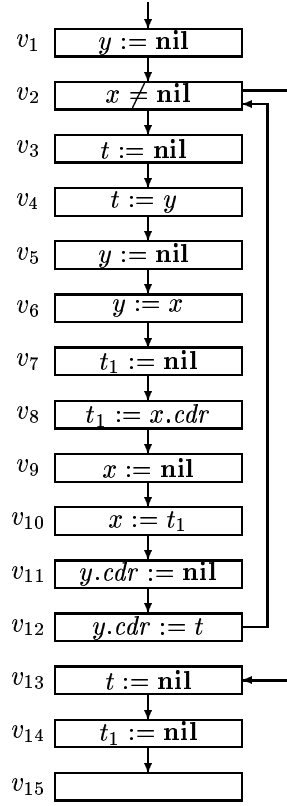 v₁ y := nil
v₂ x ≠ nil
v₃ t := nil
v₄ t := y
v₅ y := nil
v₆ y := x
v₇ t₁ := nil
v₈ t₁ := x.cdr
v₉ x := nil
v₁₀ x := t₁
v₁₁ y.cdr := nil
v₁₂ y.cdr := t
v₁₃ t := nil
v₁₄ t₁ := nil
v₁₅